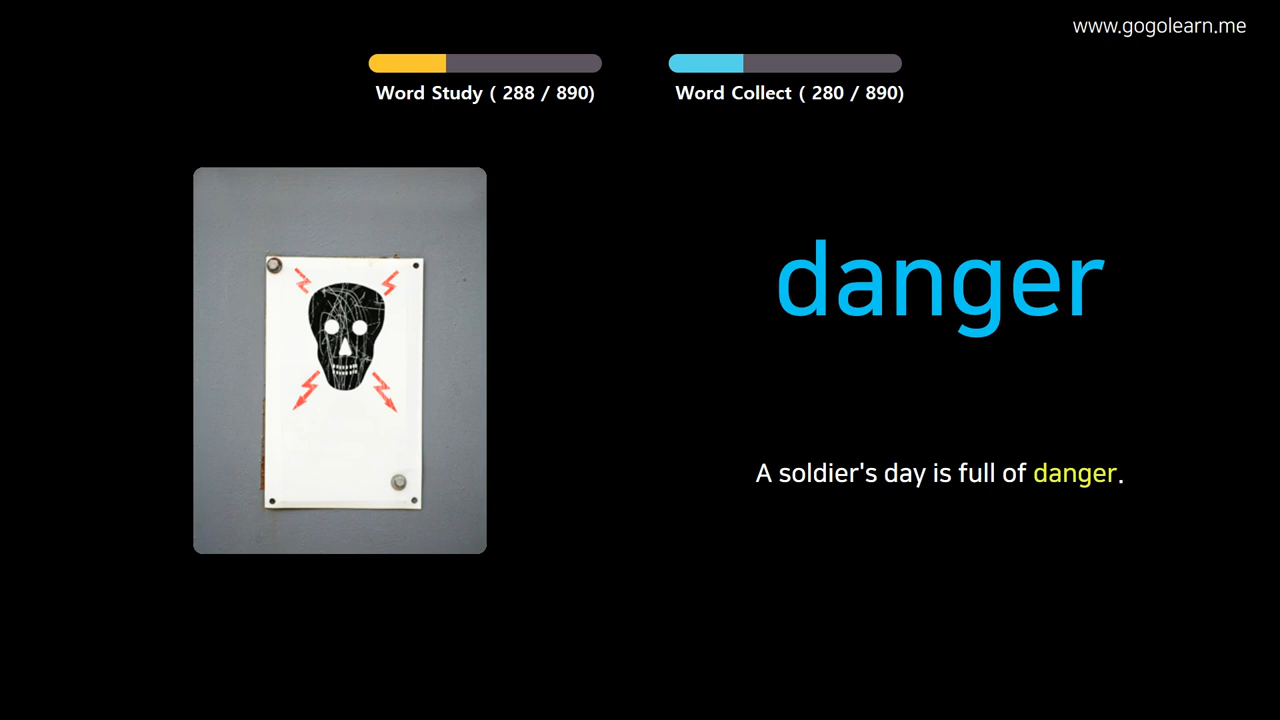 www.gogolearn.me
Word Study ( 288 / 890)
Word Collect ( 280 / 890)
danger
A soldier's day is full of danger.